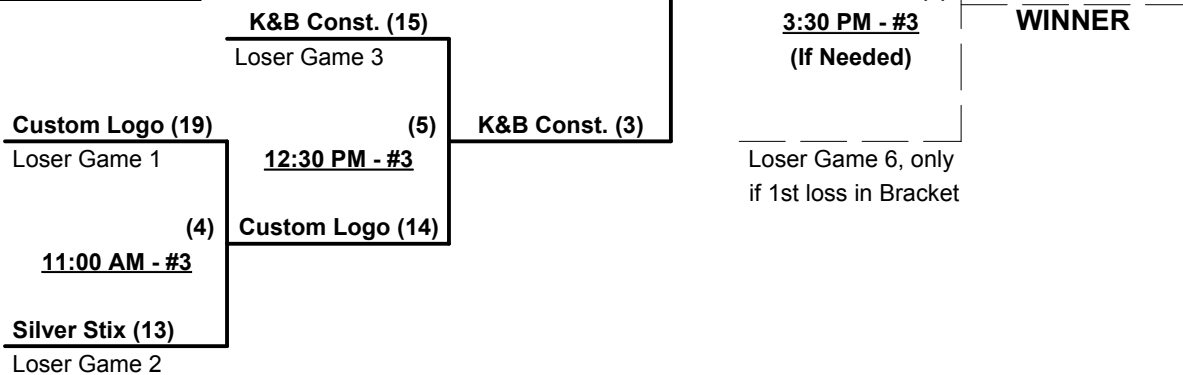 K&B Const. (15)
Loser Game 3
3:30 PM - #3
(If Needed)
WINNER
Custom Logo (19)
Loser Game 1
(5)
12:30 PM - #3
K&B Const. (3)
Loser Game 6, only
if 1st loss in Bracket
(4)
11:00 AM - #3
Custom Logo (14)
Silver Stix (13)
Loser Game 2